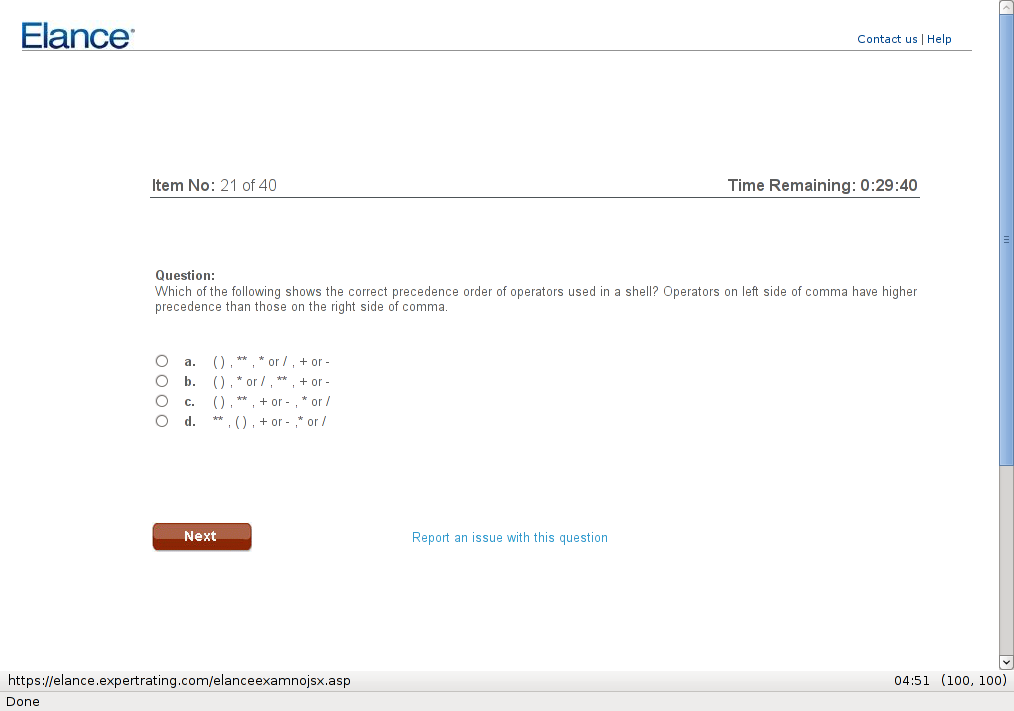 Elance
Contact us | Help
Item No: 21 of 40
Time Remaining: 0:29:40
Question:
Which of the following shows the correct precedence order of operators used in a shell? Operators on left side of comma have higher
precedence than those on the right side of comma.
a. ( ) , ** , * or / , + or -
b. ( ) , * or / , ** , + or -
c. ( ) , ** , + or - , * or /
d. ** , ( ) , + or - ,* or /
Next
Report an issue with this question
https://elance.expertrating.com/elanceexamnojsx.asp
04:51 (100, 100)
Done